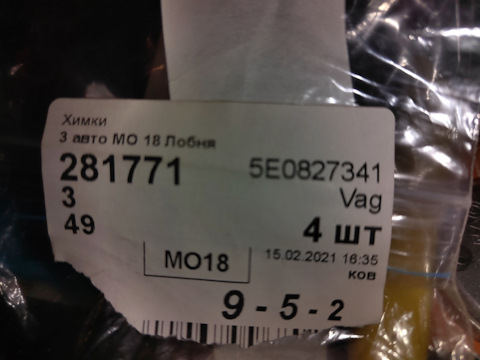 Химки
3 авто МО 18 Лобня
281771 5E0827341
3 Vag
49 4 шт
МО18 15.02.2021 16:35
ков
9 - 5 - 2